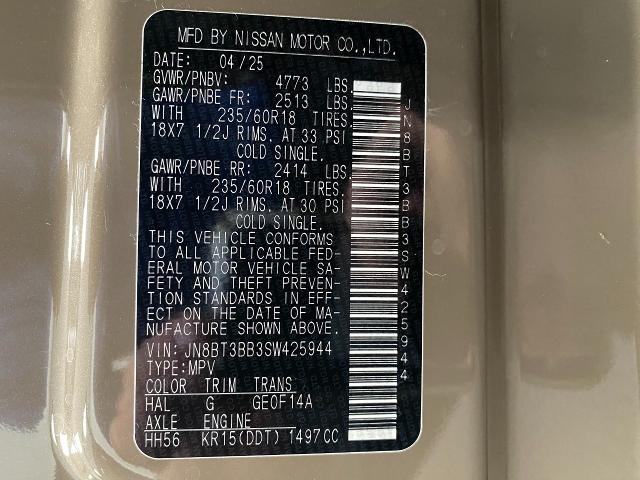 MFD BY NISSAN MOTOR CO.,LTD.
DATE: 04/25
GVWR/PNBV: 4773 LBS.
GAWR/PNBE FR: 2513 LBS.
WITH 235/60R18 TIRES
18X7 1/2J RIMS, AT 33 PSI
COLD SINGLE.
GAWR/PNBE RR: 2414 LBS.
WITH 235/60R18 TIRES,
18X7 1/2J RIMS, AT 30 PSI
COLD SINGLE.
THIS VEHICLE CONFORMS
TO ALL APPLICABLE FED-
ERAL MOTOR VEHICLE SA-
FETY AND THEFT PREVEN-
TION STANDARDS IN EFF-
ECT ON THE DATE OF MA-
NUFACTURE SHOWN ABOVE.
VIN: JN8BT3BB3SW425944
TYPE:MPV
COLOR TRIM TRANS
HAL G GE0F14A
AXLE ENGINE
HH56 KR15(DDT) 1497CC
JN8BT3BB3SW425944